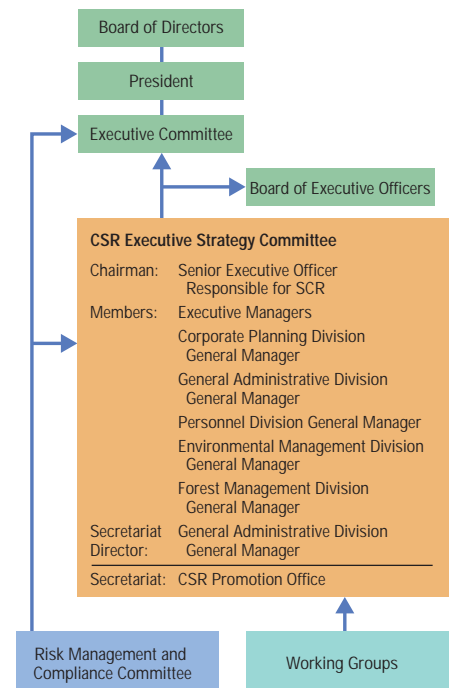 Board of Directors
President
Executive Committee
Board of Executive Officers
CSR Executive Strategy Committee
Chairman: Senior Executive Officer
Responsible for SCR
Members: Executive Managers
Corporate Planning Division
General Manager
General Administrative Division
General Manager
Personnel Division General Manager
Environmental Management Division
General Manager
Forest Management Division
General Manager
Secretariat General Administrative Division
Director: General Manager
Secretariat: CSR Promotion Office
Risk Management and
Compliance Committee
Working Groups